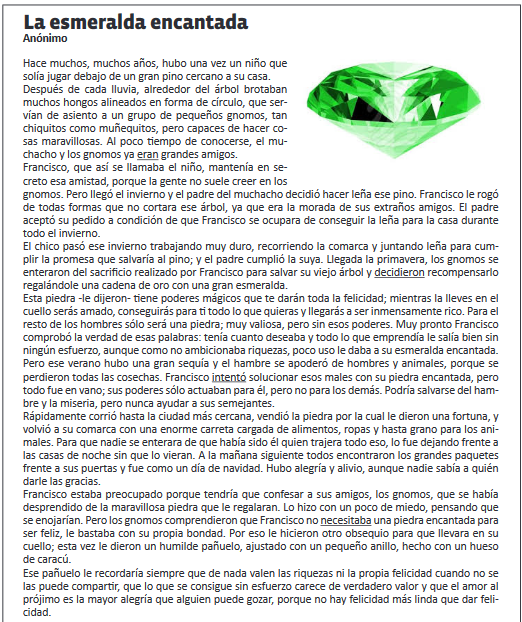 La esmeralda encantada
Anónimo
Hace muchos, muchos años, hubo una vez un niño que
solía jugar debajo de un gran pino cercano a su casa.
Después de cada lluvia, alrededor del árbol brotaban
muchos hongos alineados en forma de círculo, que ser-
vían de asiento a un grupo de pequeños gnomos, tan
chiquitos como muñequitos, pero capaces de hacer co-
sas maravillosas. Al poco tiempo de conocerse, el mu-
chacho y los gnomos ya eran grandes amigos.
Francisco, que así se llamaba el niño, mantenía en se-
creto esa amistad, porque la gente no suele creer en los
gnomos. Pero llegó el invierno y el padre del muchacho decidió hacer leña ese pino. Francisco le rogó
de todas formas que no cortara ese árbol, ya que era la morada de sus extraños amigos. El padre
aceptó su pedido a condición de que Francisco se ocupara de conseguir la leña para la casa durante
todo el invierno.
El chico pasó ese invierno trabajando muy duro, recorriendo la comarca y juntando leña para cum-
plir la promesa que salvaría al pino; y el padre cumplió la suya. Llegada la primavera, los gnomos se
enteraron del sacrificio realizado por Francisco para salvar su viejo árbol y decidieron recompensarlo
regalándole una cadena de oro con una gran esmeralda.
Esta piedra -le dijeron- tiene poderes mágicos que te darán toda la felicidad; mientras la lleves en el
cuello serás amado, conseguirás para ti todo lo que quieras y llegarás a ser inmensamente rico. Para el
resto de los hombres sólo será una piedra; muy valiosa, pero sin esos poderes. Muy pronto Francisco
comprobó la verdad de esas palabras: tenía cuanto deseaba y todo lo que emprendía le salía bien sin
ningún esfuerzo, aunque como no ambicionaba riquezas, poco uso le daba a su esmeralda encantada.
Pero ese verano hubo una gran sequía y el hambre se apoderó de hombres y animales, porque se
perdieron todas las cosechas. Francisco intentó solucionar esos males con su piedra encantada, pero
todo fue en vano; sus poderes sólo actuaban para él, pero no para los demás. Podría salvarse del ham-
bre y la miseria, pero nunca ayudar a sus semejantes.
Rápidamente corrió hasta la ciudad más cercana, vendió la piedra por la cual le dieron una fortuna, y
volvió a su comarca con una enorme carreta cargada de alimentos, ropas y hasta grano para los ani-
males. Para que nadie se enterara de que había sido él quien trajera todo eso, lo fue dejando frente a
las casas de noche sin que lo vieran. A la mañana siguiente todos encontraron los grandes paquetes
frente a sus puertas y fue como un día de navidad. Hubo alegría y alivio, aunque nadie sabía a quién
darle las gracias.
Francisco estaba preocupado porque tendría que confesar a sus amigos, los gnomos, que se había
desprendido de la maravillosa piedra que le regalaran. Lo hizo con un poco de miedo, pensando que
se enojarían. Pero los gnomos comprendieron que Francisco no necesitaba una piedra encantada para
ser feliz, le bastaba con su propia bondad. Por eso le hicieron otro obsequio para que llevara en su
cuello; esta vez le dieron un humilde pañuelo, ajustado con un pequeño anillo, hecho con un hueso
de caracú.
Ese pañuelo le recordaría siempre que de nada valen las riquezas ni la propia felicidad cuando no se
las puede compartir, que lo que se consigue sin esfuerzo carece de verdadero valor y que el amor al
prójimo es la mayor alegría que alguien puede gozar, porque no hay felicidad más linda que dar feli-
cidad.